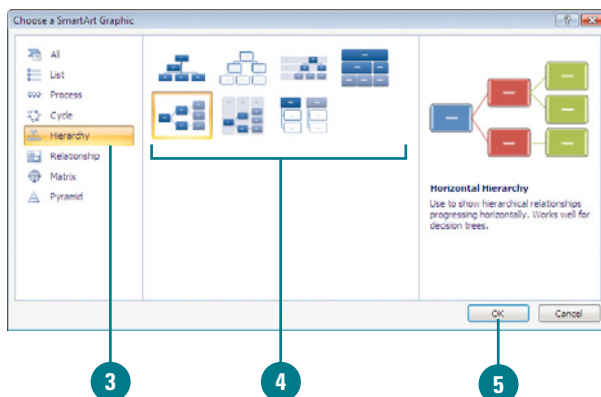 Choose a SmartArt Graphic
All
List
Process
Cycle
Hierarchy
Relationship
Matrix
Pyramid
Horizontal Hierarchy
Use to show hierarchical relationships
progressing horizontally. Works well for
decision trees.
OK
Cancel
3
4
5